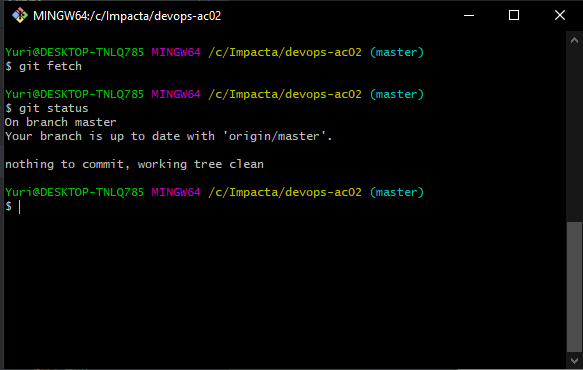 MINGW64:/c/Impacta/devops-ac02
Yuri@DESKTOP-TNLQ785 MINGW64 /c/Impacta/devops-ac02 (master)
$ git fetch
Yuri@DESKTOP-TNLQ785 MINGW64 /c/Impacta/devops-ac02 (master)
$ git status
On branch master
Your branch is up to date with 'origin/master'.
nothing to commit, working tree clean
Yuri@DESKTOP-TNLQ785 MINGW64 /c/Impacta/devops-ac02 (master)
$